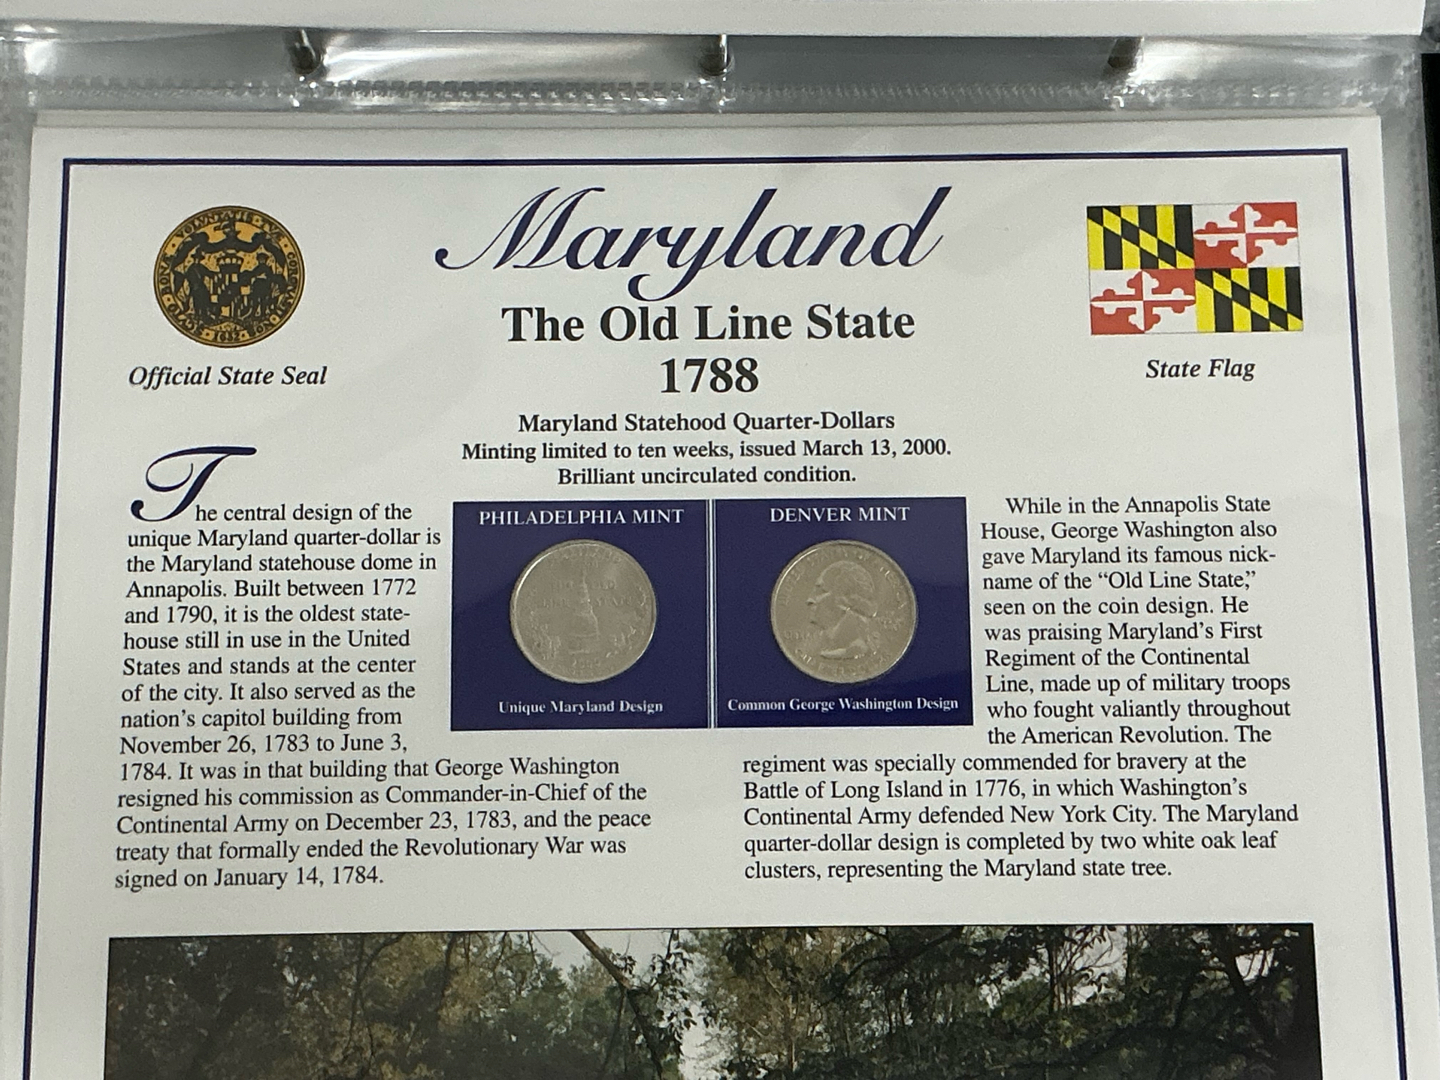 Maryland
The Old Line State
1788
Official State Seal
State Flag
Maryland Statehood Quarter-Dollars
Minting limited to ten weeks, issued March 13, 2000.
Brilliant uncirculated condition.
The central design of the
unique Maryland quarter-dollar is
the Maryland statehouse dome in
Annapolis. Built between 1772
and 1790, it is the oldest state-
house still in use in the United
States and stands at the center
of the city. It also served as the
nation's capitol building from
November 26, 1783 to June 3,
1784. It was in that building that George Washington
resigned his commission as Commander-in-Chief of the
Continental Army on December 23, 1783, and the peace
treaty that formally ended the Revolutionary War was
signed on January 14, 1784.
PHILADELPHIA MINT
2000
Unique Maryland Design
DENVER MINT
Common George Washington Design
While in the Annapolis State
House, George Washington also
gave Maryland its famous nick-
name of the “Old Line State,”
seen on the coin design. He
was praising Maryland's First
Regiment of the Continental
Line, made up of military troops
who fought valiantly throughout
the American Revolution. The
regiment was specially commended for bravery at the
Battle of Long Island in 1776, in which Washington's
Continental Army defended New York City. The Maryland
quarter-dollar design is completed by two white oak leaf
clusters, representing the Maryland state tree.